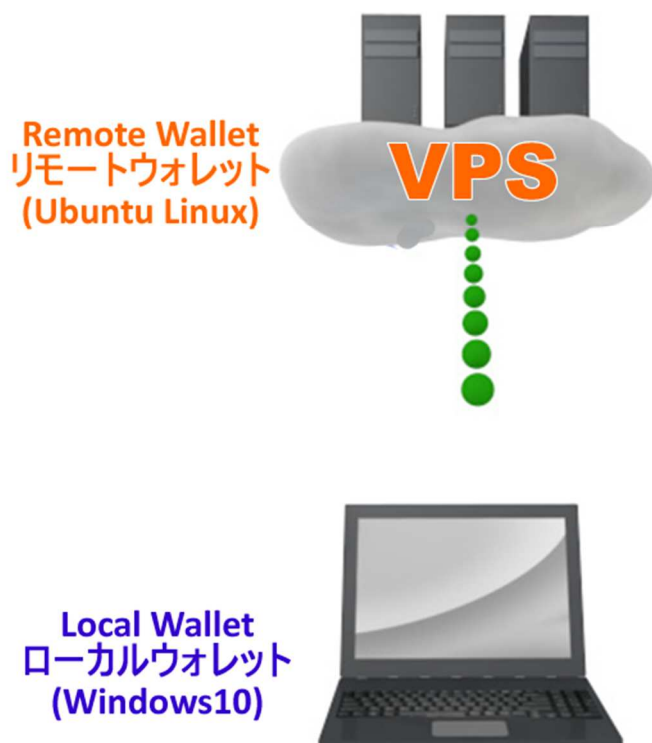 Remote Wallet
リモートウォレット
(Ubuntu Linux)
VPS
Local Wallet
ローカルウォレット
(Windows10)